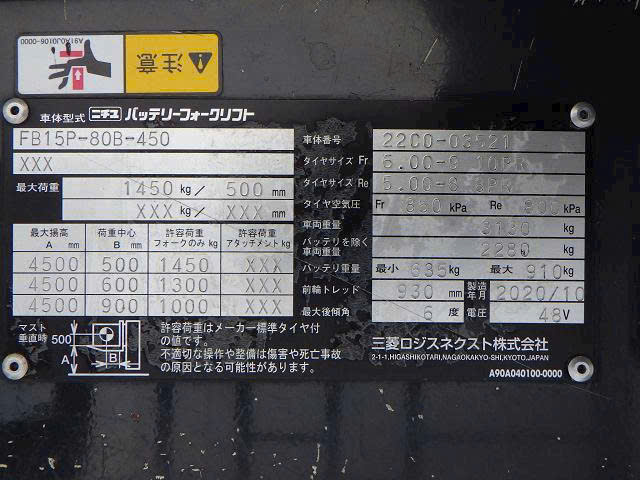 A91A0J0106-0000
注意
車体型式 ニチユ バッテリーフォークリフト
FB15P-80B-450
XXX
最大荷重 1450 kg/ 500 mm
XXX kg/ XXX mm
最大揚高 A mm 荷重中心 B mm 許容荷重 フォークのみ kg 許容荷重 アタッチメント kg
4500 500 1450 XXX
4500 600 1300 XXX
4500 900 1000 XXX
マスト垂直時 500 A B
許容荷重はメーカー標準タイヤ付
の値です。
不適切な操作や整備は傷害や死亡事故
の原因となる可能性があります。
車体番号 22C0-03521
タイヤサイズ Fr 6.00-9 10PR
タイヤサイズ Re 5.00-8 8PR
タイヤ空気圧 Fr 850 kPa Re 800 kPa
車両重量 3130 kg
バッテリを除く車両重量 2280 kg
バッテリ重量 最小 635 kg 最大 910 kg
前輪トレッド 930 mm 製造年月 2020/10
最大後傾角 6 度 電圧 48 V
三菱ロジスネクスト株式会社
2-1-1,HIGASHIKOTARI,NAGAOKAKYO-SHI,KYOTO,JAPAN
A90A040100-0000